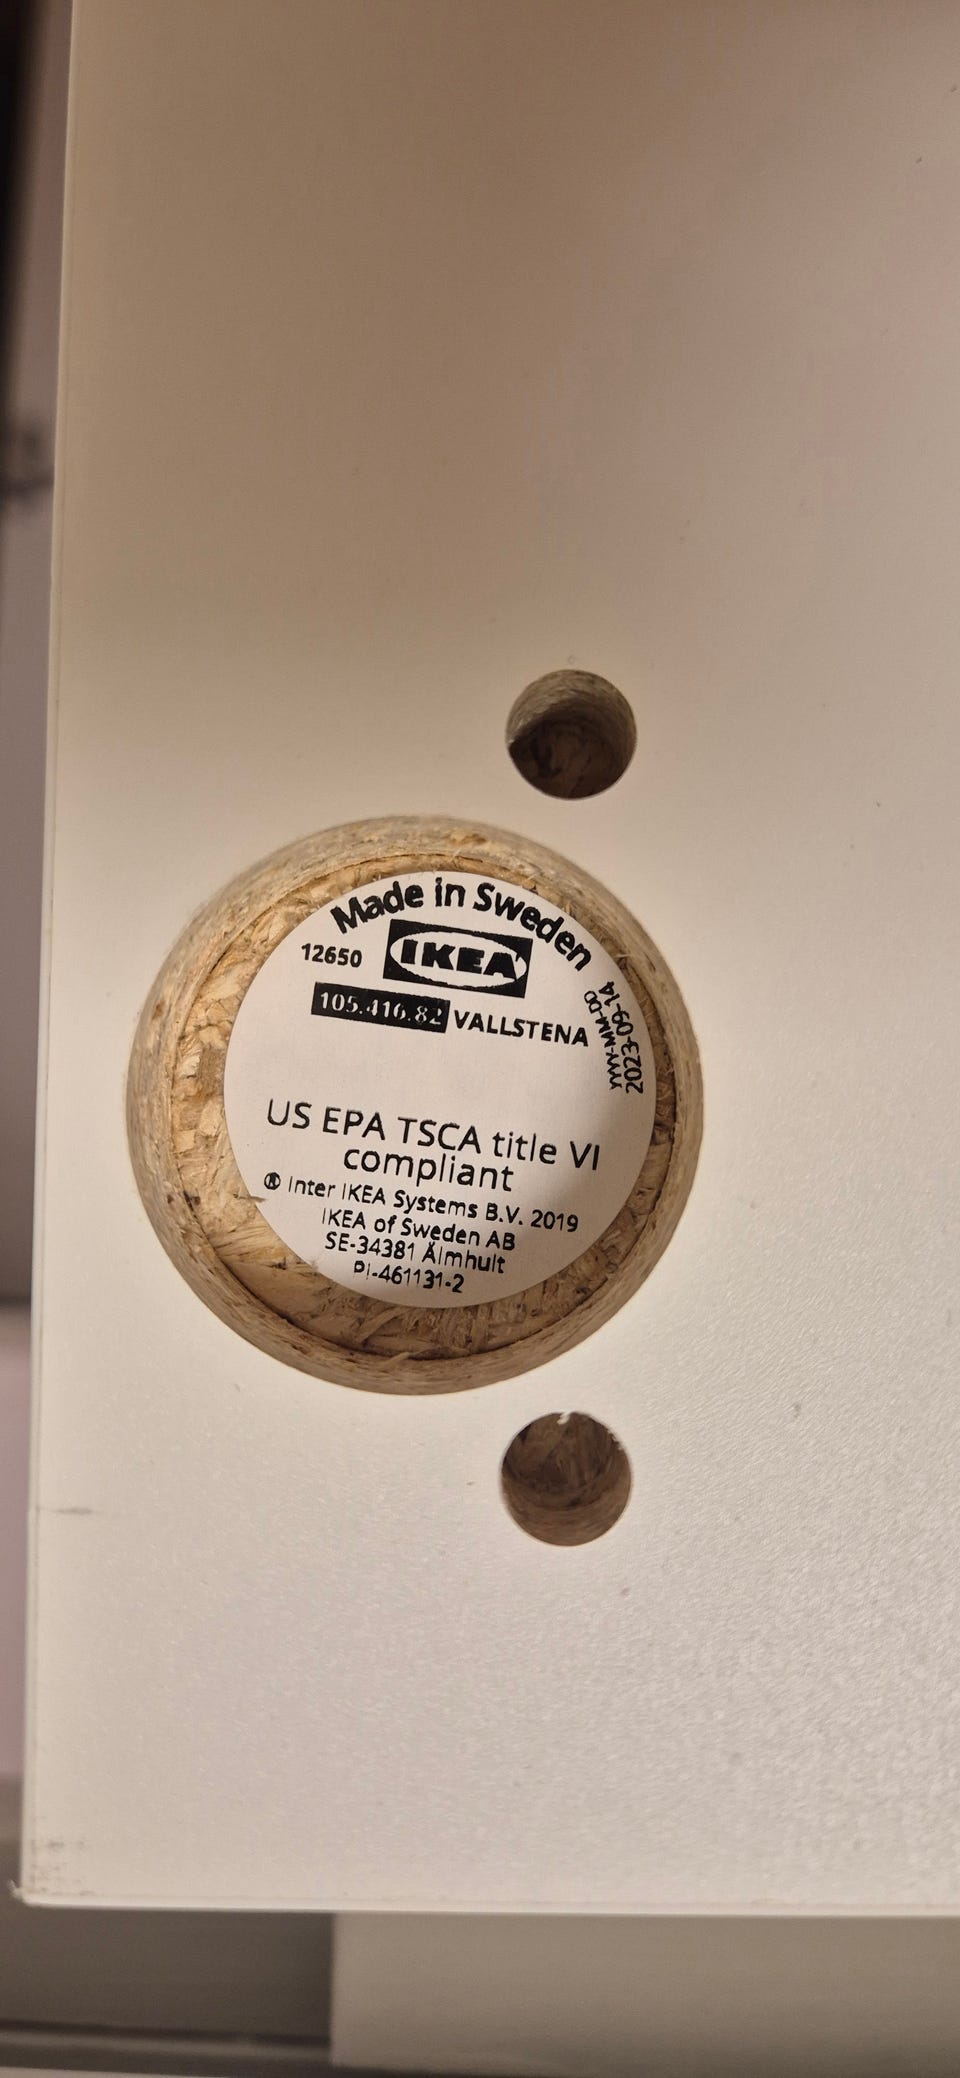 Made in Sweden
12650 IKEA
105.416.82 VALLSTENA
YYYY-MM-DD
2023-09-14
US EPA TSCA title VI
compliant
® Inter IKEA Systems B.V. 2019
IKEA of Sweden AB
SE-34381 Älmhult
PI-461131-2